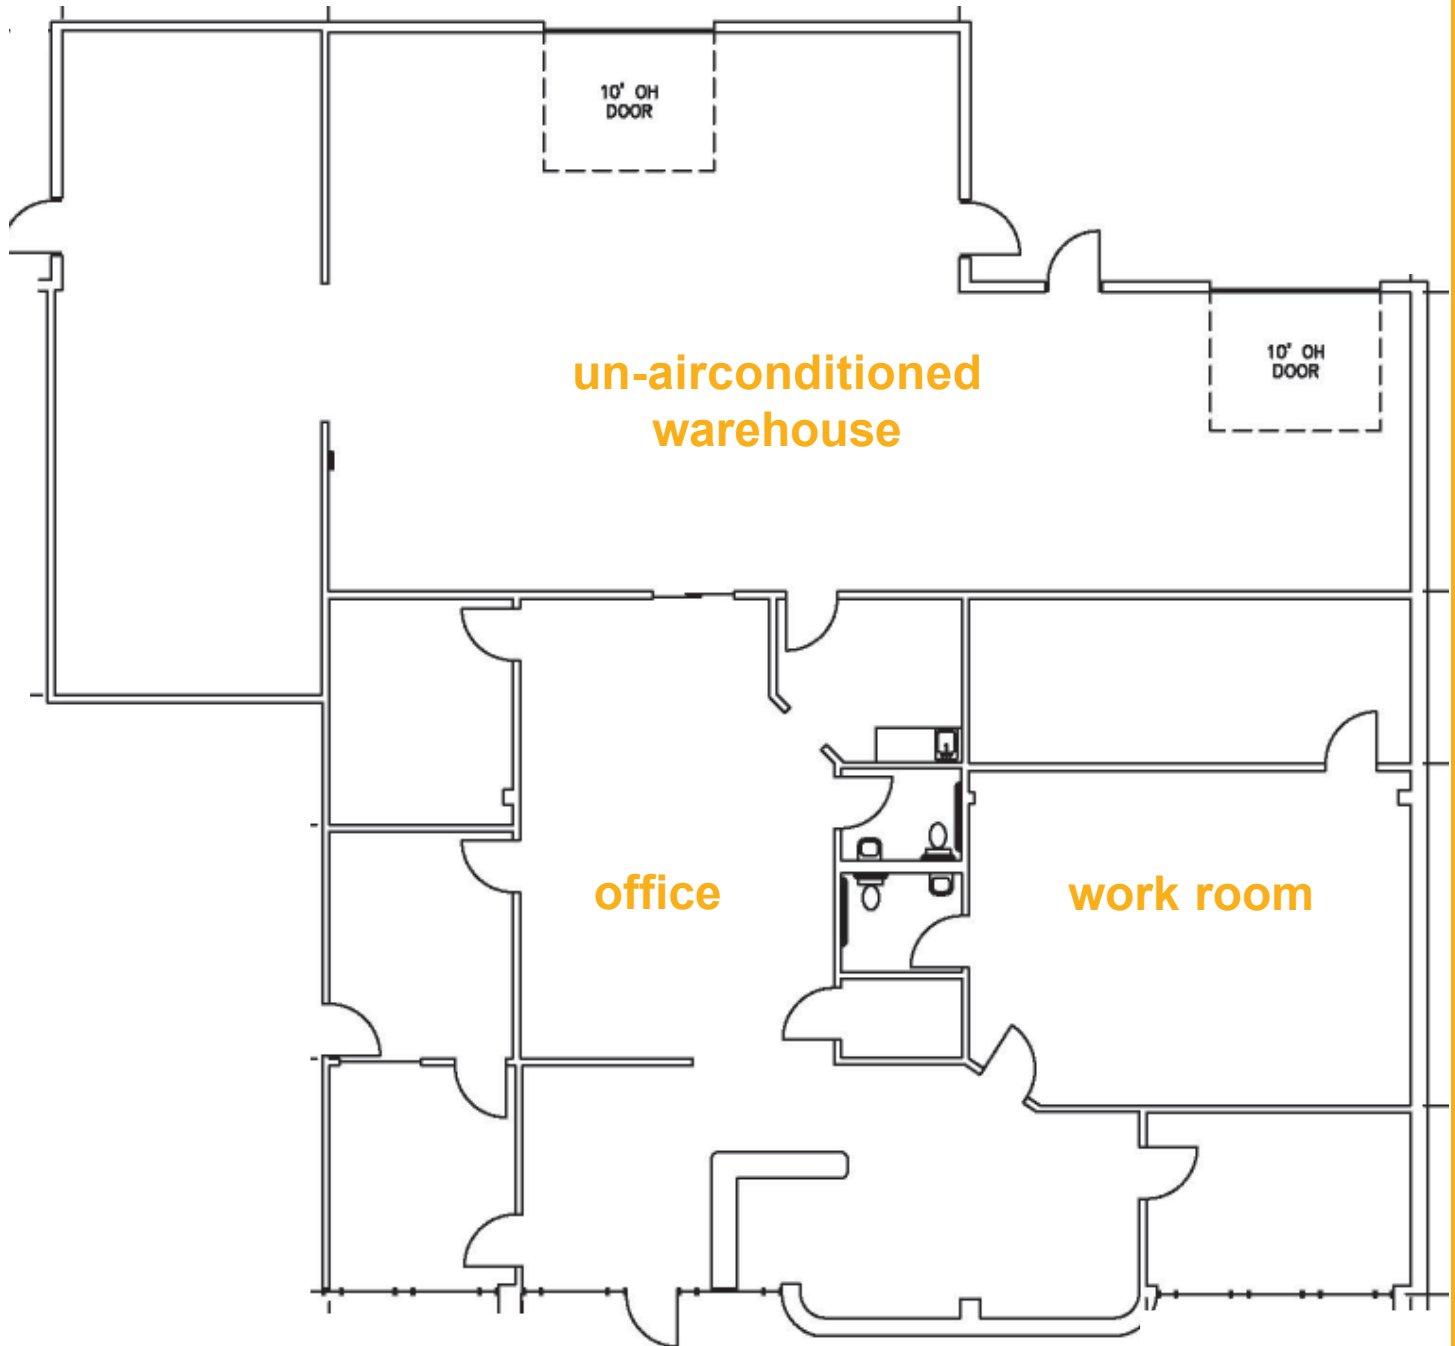 10' OH
DOOR
un-airconditioned
warehouse
10' OH
DOOR
office
work room